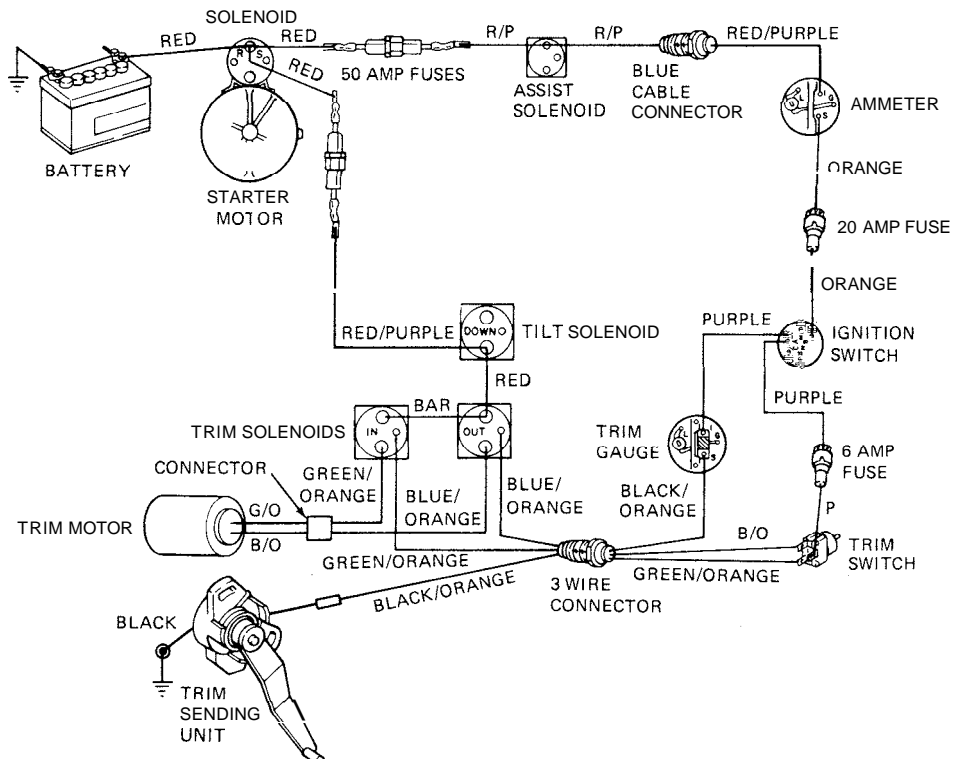 SOLENOID
RED
RED
R/P
R/P
RED/PURPLE
R
S
RED
50 AMP FUSES
ASSIST
SOLENOID
BLUE
CABLE
CONNECTOR
L
I
G
S
AMMETER
BATTERY
STARTER
MOTOR
ORANGE
20 AMP FUSE
ORANGE
RED/PURPLE
DOWN
TILT SOLENOID
PURPLE
IGNITION
SWITCH
RED
PURPLE
BAR
TRIM SOLENOIDS
IN
OUT
TRIM
GAUGE
L
I
G
S
6 AMP
FUSE
CONNECTOR
GREEN/
ORANGE
BLUE/
ORANGE
BLUE/
ORANGE
BLACK/
ORANGE
P
TRIM MOTOR
G/O
B/O
B/O
TRIM
SWITCH
GREEN/ORANGE
GREEN/ORANGE
BLACK/ORANGE
3 WIRE
CONNECTOR
BLACK
TRIM
SENDING
UNIT